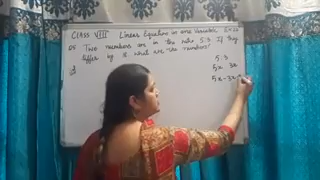 CLASS VIII Linear Equation in one Variable Ex
Two numbers are in the ratio 5:3. If they
differ by 18 what are the numbers?
5:3
5x 3x
5x-3x